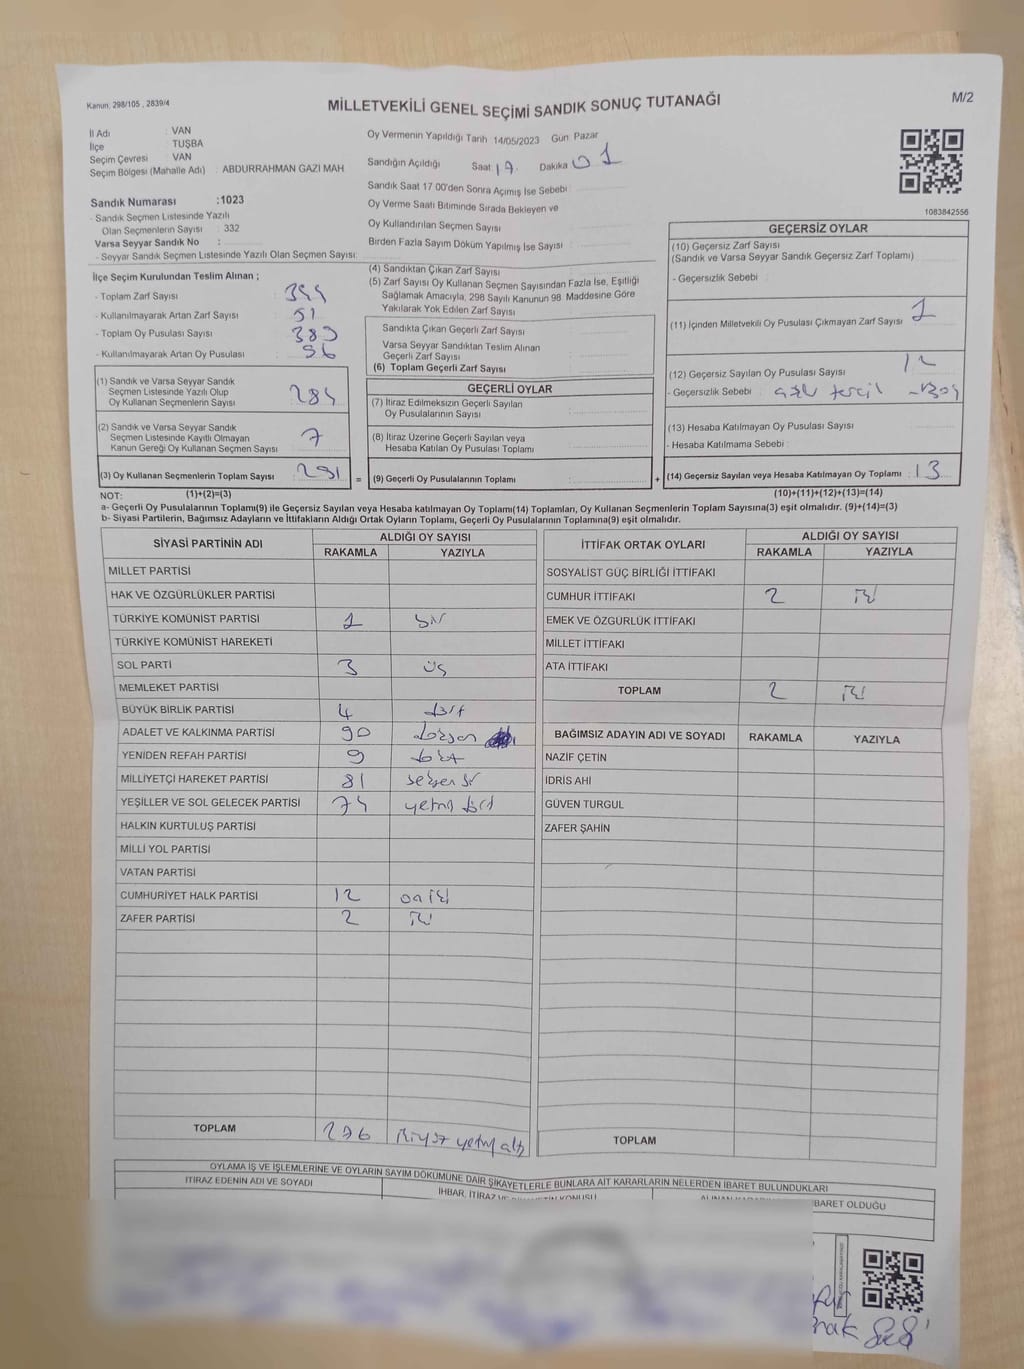 Kanun, 298/105 , 2839/4
MİLLETVEKİLİ GENEL SEÇİMİ SANDIK SONUÇ TUTANAĞI
M/2
İl Adı : VAN
İlçe TUŞBA
Seçim Çevresi VAN
Seçim Bölgesi (Mahalle Adı) : ABDURRAHMAN GAZI MAH
Sandık Numarası :1023
- Sandık Seçmen Listesinde Yazılı
Olan Seçmenlerin Sayısı : 332
Varsa Seyyar Sandık No :
- Seyyar Sandık Seçmen Listesinde Yazılı Olan Seçmen Sayısı:
İlçe Seçim Kurulundan Teslim Alınan ;
- Toplam Zarf Sayısı 344
- Kullanılmayarak Artan Zarf Sayısı 51
- Toplam Oy Pusulası Sayısı 389
- Kullanılmayarak Artan Oy Pusulası 96
(1) Sandık ve Varsa Seyyar Sandık
Seçmen Listesinde Yazılı Olup
Oy Kullanan Seçmenlerin Sayısı 284
(2) Sandık ve Varsa Seyyar Sandık
Seçmen Listesinde Kayıtlı Olmayan
Kanun Gereği Oy Kullanan Seçmen Sayısı 7
(3) Oy Kullanan Seçmenlerin Toplam Sayısı 291 =
Oy Vermenin Yapıldığı Tarih 14/05/2023 Gün Pazar
Sandığın Açıldığı Saat 17 Dakika 01
Sandık Saat 17 00'den Sonra Açımış İse Sebebi :
Oy Verme Saati Bitiminde Sırada Bekleyen ve
Oy Kullandırılan Seçmen Sayısı
Birden Fazla Sayım Döküm Yapılmış İse Sayısı
(4) Sandıktan Çıkan Zarf Sayısı
(5) Zarf Sayısı Oy Kullanan Seçmen Sayısından Fazla İse, Eşitliği
Sağlamak Amacıyla, 298 Sayılı Kanunun 98 Maddesine Göre
Yakılarak Yok Edilen Zarf Sayısı
Sandıkta Çıkan Geçerli Zarf Sayısı
Varsa Seyyar Sandıktan Teslim Alınan
Geçerli Zarf Sayısı
(6) Toplam Geçerli Zarf Sayısı
GEÇERLİ OYLAR
(7) İtiraz Edilmeksizin Geçerli Sayılan
Oy Pusulalarının Sayısı
(8) İtiraz Üzerine Geçerli Sayılan veya
Hesaba Katılan Oy Pusulası Toplamı
(9) Geçerli Oy Pusulalarının Toplamı +
1083842556
GEÇERSİZ OYLAR
(10) Geçersiz Zarf Sayısı
(Sandık ve Varsa Seyyar Sandık Geçersiz Zarf Toplamı)
- Geçersizlik Sebebi
(11) İçinden Milletvekili Oy Pusulası Çıkmayan Zarf Sayısı 1
(12) Geçersiz Sayılan Oy Pusulası Sayısı 12
- Geçersizlik Sebebi tercil - Boş
(13) Hesaba Katılmayan Oy Pusulası Sayısı
- Hesaba Katılmama Sebebi
(14) Geçersiz Sayılan veya Hesaba Katılmayan Oy Toplamı : 13
NOT: (1)+(2)=(3) (10)+(11)+(12)+(13)=(14)
a- Geçerli Oy Pusulalarının Toplamı(9) ile Geçersiz Sayılan veya Hesaba katılmayan Oy Toplamı(14) Toplamları, Oy Kullanan Seçmenlerin Toplam Sayısına(3) eşit olmalıdır. (9)+(14)=(3)
b- Siyasi Partilerin, Bağımsız Adayların ve İttifakların Aldığı Ortak Oyların Toplamı, Geçerli Oy Pusulalarının Toplamına(9) eşit olmalıdır.
SİYASİ PARTİNİN ADI ALDIĞI OY SAYISI
RAKAMLA YAZIYLA
MİLLET PARTİSİ
HAK VE ÖZGÜRLÜKLER PARTİSİ
TÜRKİYE KOMÜNİST PARTİSİ 1 bir
TÜRKİYE KOMÜNİST HAREKETİ
SOL PARTİ 3 üç
MEMLEKET PARTİSİ
BÜYÜK BİRLİK PARTİSİ 4 dört
ADALET VE KALKINMA PARTİSİ 90 doksan
YENİDEN REFAH PARTİSİ 9 dokuz
MİLLİYETÇİ HAREKET PARTİSİ 81 seksen bir
YEŞİLLER VE SOL GELECEK PARTİSİ 74 yetmiş dört
HALKIN KURTULUŞ PARTİSİ
MİLLİ YOL PARTİSİ
VATAN PARTİSİ
CUMHURİYET HALK PARTİSİ 12 on iki
ZAFER PARTİSİ 2 iki
TOPLAM 276 ikiyüz yetmiş altı
İTTİFAK ORTAK OYLARI ALDIĞI OY SAYISI
RAKAMLA YAZIYLA
SOSYALİST GÜÇ BİRLİĞİ İTTİFAKI
CUMHUR İTTİFAKI 2 iki
EMEK VE ÖZGÜRLÜK İTTİFAKI
MİLLET İTTİFAKI
ATA İTTİFAKI
TOPLAM 2 iki
BAĞIMSIZ ADAYIN ADI VE SOYADI RAKAMLA YAZIYLA
NAZİF ÇETİN
İDRİS AHİ
GÜVEN TURGUL
ZAFER ŞAHİN
TOPLAM
OYLAMA İŞ VE İŞLEMLERİNE VE OYLARIN SAYIM DÖKÜMÜNE DAİR ŞİKAYETLERLE BUNLARA AİT KARARLARIN NELERDEN İBARET BULUNDUKLARI
İTİRAZ EDENİN ADI VE SOYADI
İHBAR, İTİRAZ
İBARET OLDUĞU